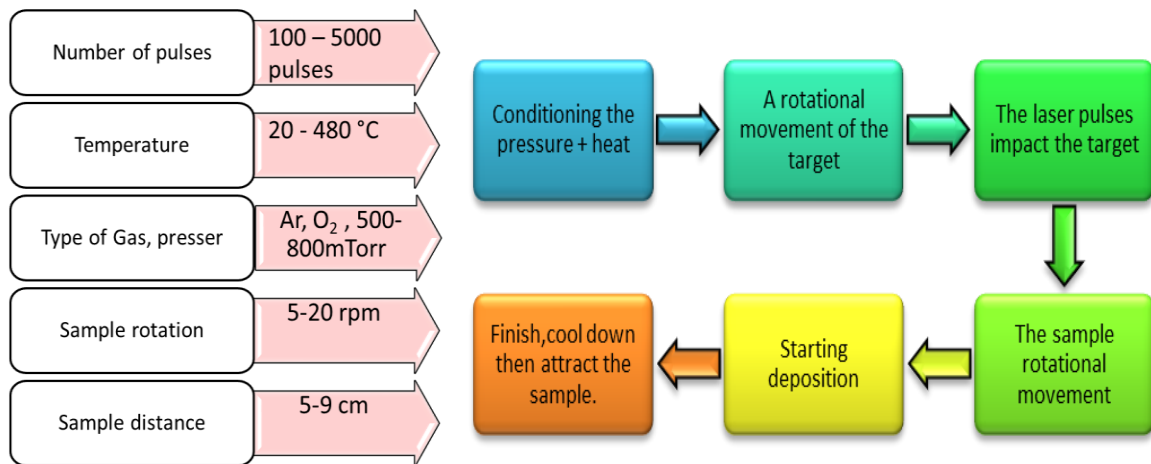 Number of pulses
100 – 5000
pulses
Temperature
20 - 480 °C
Type of Gas, presser
Ar, O₂ , 500-
800mTorr
Sample rotation
5-20 rpm
Sample distance
5-9 cm
Conditioning the
pressure + heat
A rotational
movement of the
target
The laser pulses
impact the target
The sample
rotational
movement
Starting
deposition
Finish,cool down
then attract the
sample.